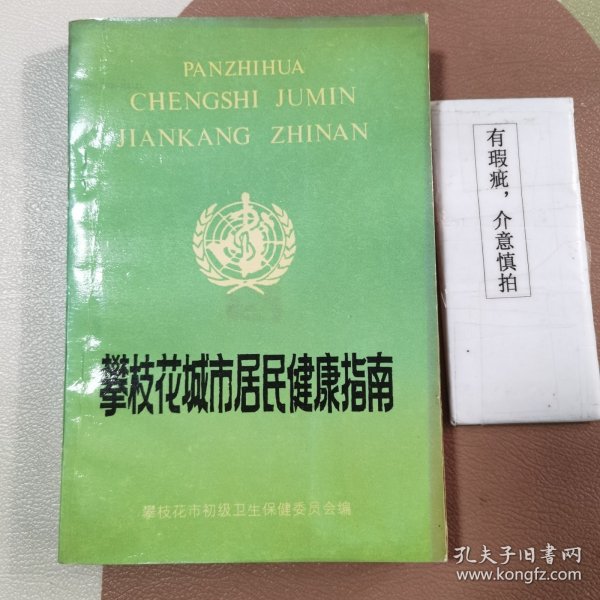 PANZHIHUA
CHENGSHI JUMIN
JIANKANG ZHINAN
攀枝花城市居民健康指南
攀枝花市初级卫生保健委员会编
有瑕疵，介意慎拍
孔夫子旧书网
www.kongfz.com